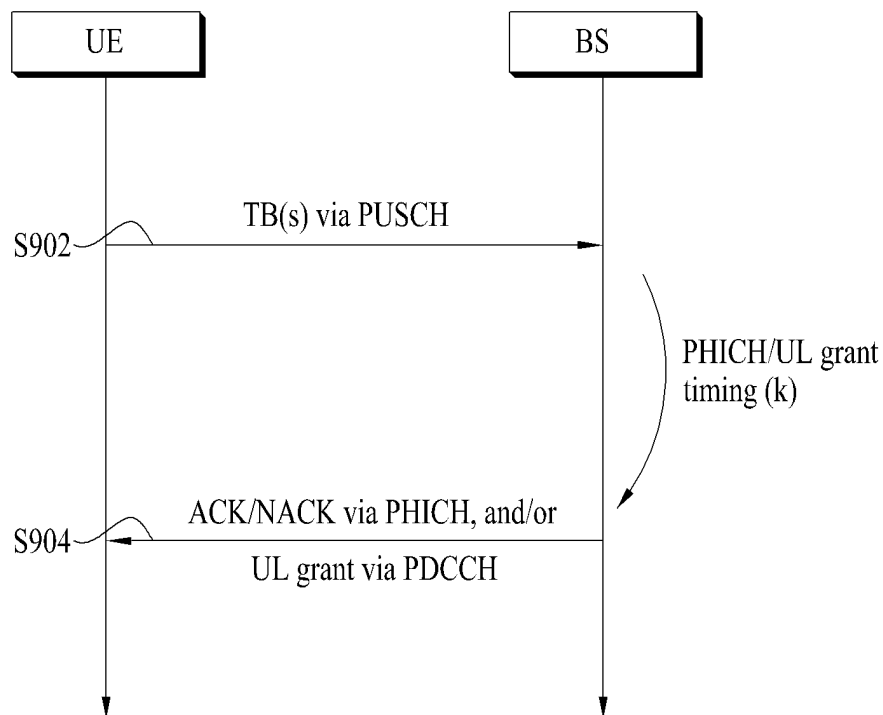 UE
BS
TB(s) via PUSCH
S902
PHICH/UL grant
timing (k)
ACK/NACK via PHICH, and/or
S904
UL grant via PDCCH